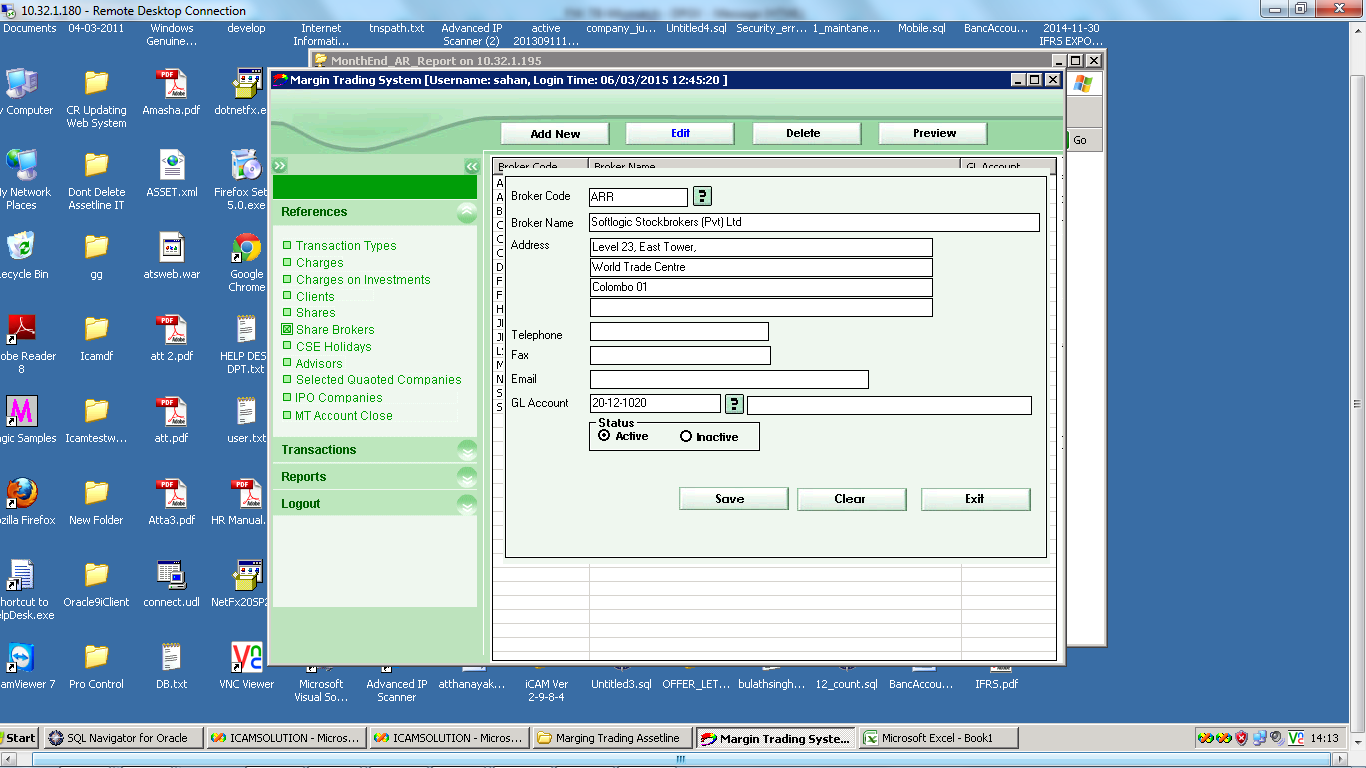 10.32.1.180 - Remote Desktop Connection
Documents
04-03-2011
Windows Genuine...
develop
Internet Informati...
tnspath.txt
Advanced IP Scanner (2)
active 201309111...
company_ju...
Untitled4.sql
Security_err...
1_maintane...
Mobile.sql
BancAccou...
2014-11-30 IFRS EXPO...
MonthEnd_AR_Report on 10.32.1.195
Margin Trading System [Username: sahan, Login Time: 06/03/2015 12:45:20 ]
Go
Add New
Edit
Delete
Preview
Broker Code
Broker Name
GL Account
Computer
CR Updating Web System
Amasha.pdf
dotnetfx.e
Network Places
Dont Delete Assetline IT
ASSET.xml
Firefox Set 5.0.exe
ecycle Bin
gg
atsweb.war
Google Chrome
obe Reader 8
Icamdf
att 2.pdf
HELP DES DPT.txt
agic Samples
Icamtestw...
att.pdf
user.txt
ozilla Firefox
New Folder
Atta3.pdf
HR Manual.
hortcut to elpDesk.exe
Oracle9iClient
connect.udl
NetFx20SP2
amViewer 7
Pro Control
DB.txt
VNC Viewer
Microsoft Visual So...
Advanced IP Scanner
atthanayak...
iCAM Ver 2-9-8-4
Untitled3.sql
OFFER_LET...
bulathsingh...
12_count.sql
BancAccou...
IFRS.pdf
References
Transaction Types
Charges
Charges on Investments
Clients
Shares
Share Brokers
CSE Holidays
Advisors
Selected Quaoted Companies
IPO Companies
MT Account Close
Transactions
Reports
Logout
Broker Code ARR ?
Broker Name Softlogic Stockbrokers (Pvt) Ltd
Address Level 23, East Tower,
World Trade Centre
Colombo 01
Telephone
Fax
Email
GL Account 20-12-1020 ?
Status
Active Inactive
Save Clear Exit
Start
SQL Navigator for Oracle
ICAMSOLUTION - Micros...
ICAMSOLUTION - Micros...
Marging Trading Assetline
Margin Trading Syste...
Microsoft Excel - Book1
14:13